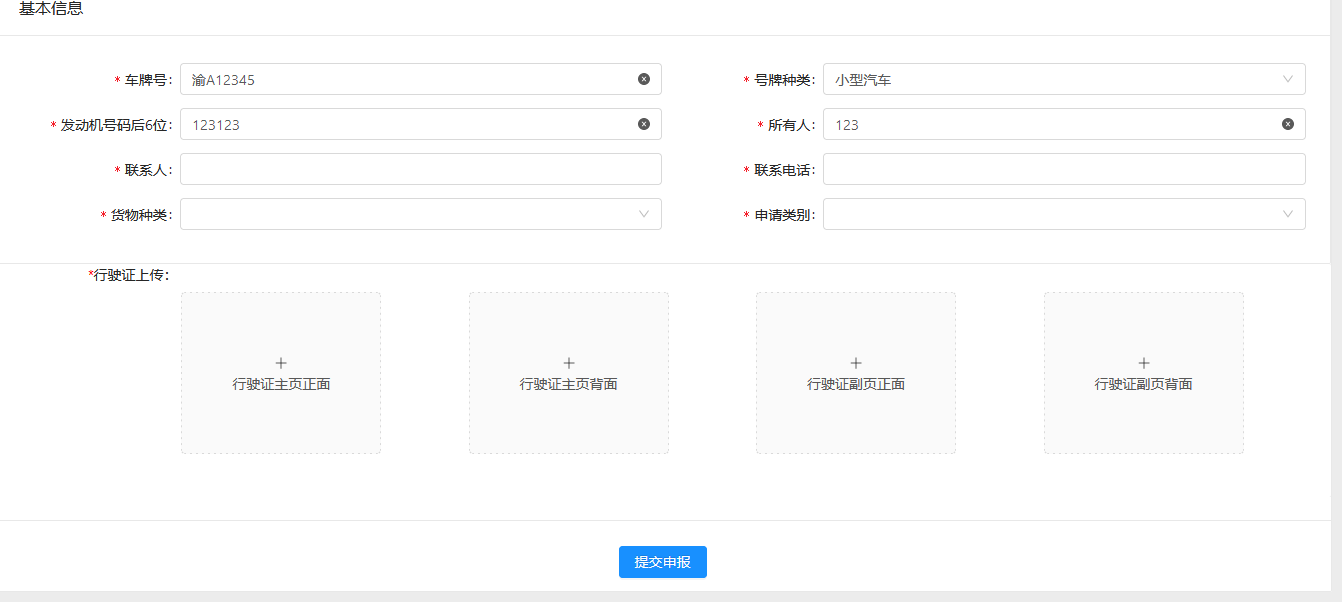 基本信息
* 车牌号: 渝A12345
* 号牌种类: 小型汽车
* 发动机号码后6位: 123123
* 所有人: 123
* 联系人:
* 联系电话:
* 货物种类:
* 申请类别:
*行驶证上传:
+
行驶证主页正面
+
行驶证主页背面
+
行驶证副页正面
+
行驶证副页背面
提交申报